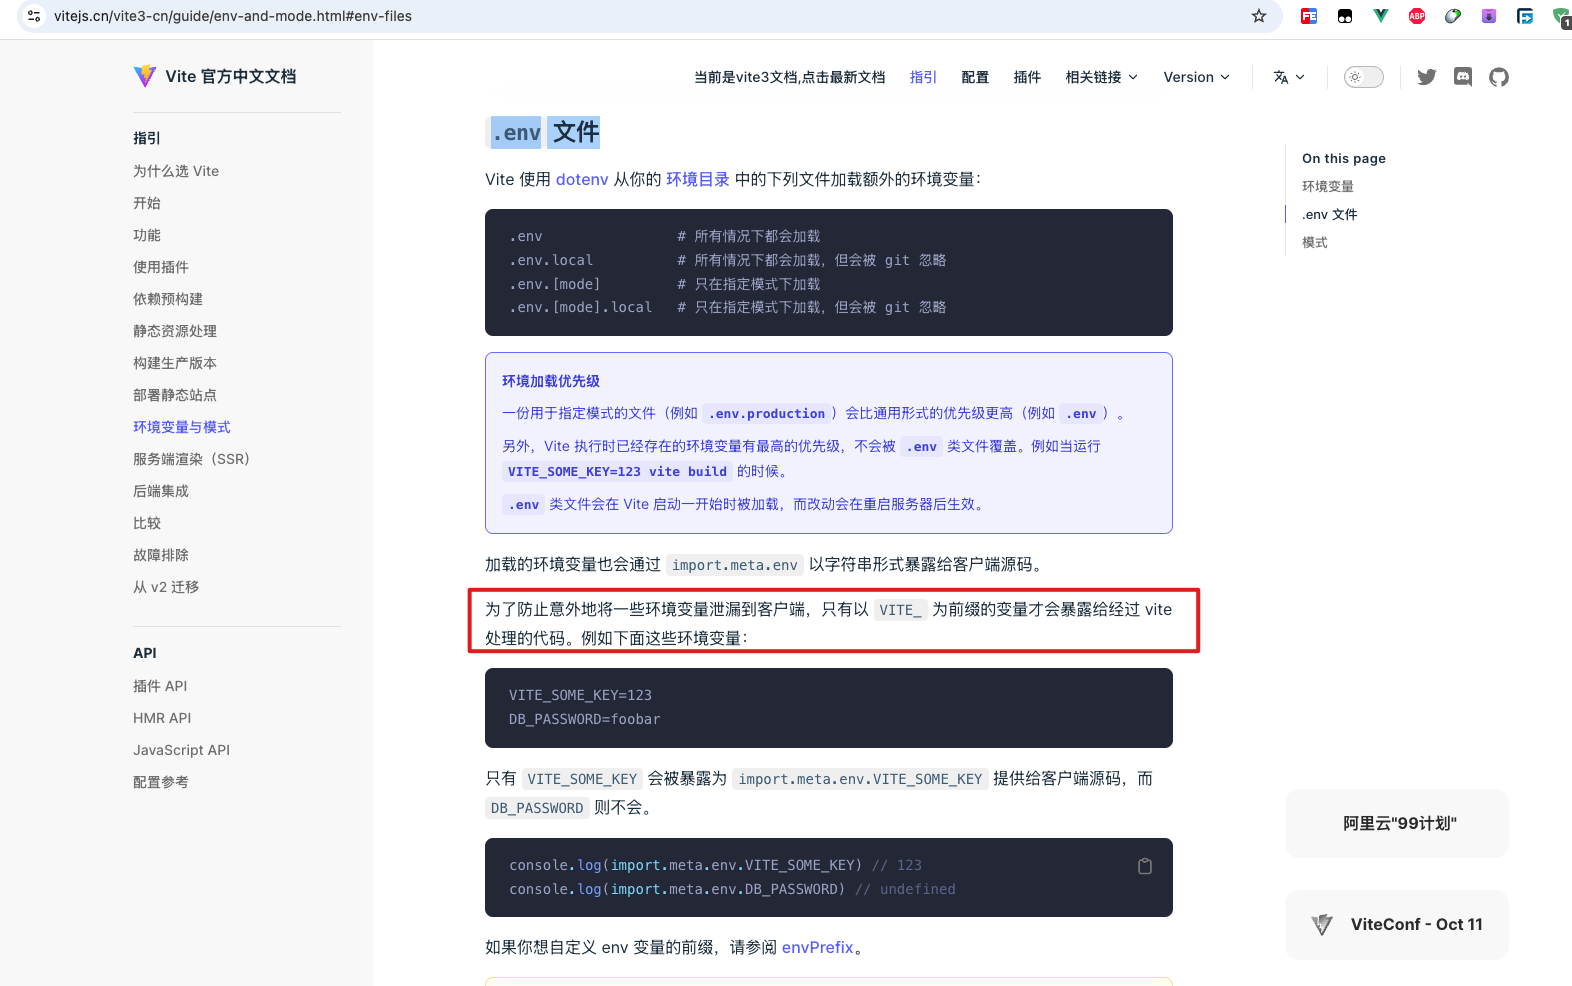 vitejs.cn/vite3-cn/guide/env-and-mode.html#env-files
FE
ABP
1
Vite 官方中文文档
当前是vite3文档,点击最新文档
指引
配置
插件
相关链接
Version
指引
为什么选 Vite
开始
功能
使用插件
依赖预构建
静态资源处理
构建生产版本
部署静态站点
环境变量与模式
服务端渲染（SSR）
后端集成
比较
故障排除
从 v2 迁移
API
插件 API
HMR API
JavaScript API
配置参考
.env 文件
Vite 使用 dotenv 从你的 环境目录 中的下列文件加载额外的环境变量：
.env # 所有情况下都会加载
.env.local # 所有情况下都会加载，但会被 git 忽略
.env.[mode] # 只在指定模式下加载
.env.[mode].local # 只在指定模式下加载，但会被 git 忽略
环境加载优先级
一份用于指定模式的文件（例如 .env.production）会比通用形式的优先级更高（例如 .env）。
另外，Vite 执行时已经存在的环境变量有最高的优先级，不会被 .env 类文件覆盖。例如当运行
VITE_SOME_KEY=123 vite build 的时候。
.env 类文件会在 Vite 启动一开始时被加载，而改动会在重启服务器后生效。
加载的环境变量也会通过 import.meta.env 以字符串形式暴露给客户端源码。
为了防止意外地将一些环境变量泄漏到客户端，只有以 VITE_ 为前缀的变量才会暴露给经过 vite
处理的代码。例如下面这些环境变量：
VITE_SOME_KEY=123
DB_PASSWORD=foobar
只有 VITE_SOME_KEY 会被暴露为 import.meta.env.VITE_SOME_KEY 提供给客户端源码，而
DB_PASSWORD 则不会。
console.log(import.meta.env.VITE_SOME_KEY) // 123
console.log(import.meta.env.DB_PASSWORD) // undefined
如果你想自定义 env 变量的前缀，请参阅 envPrefix。
On this page
环境变量
.env 文件
模式
阿里云"99计划"
ViteConf - Oct 11